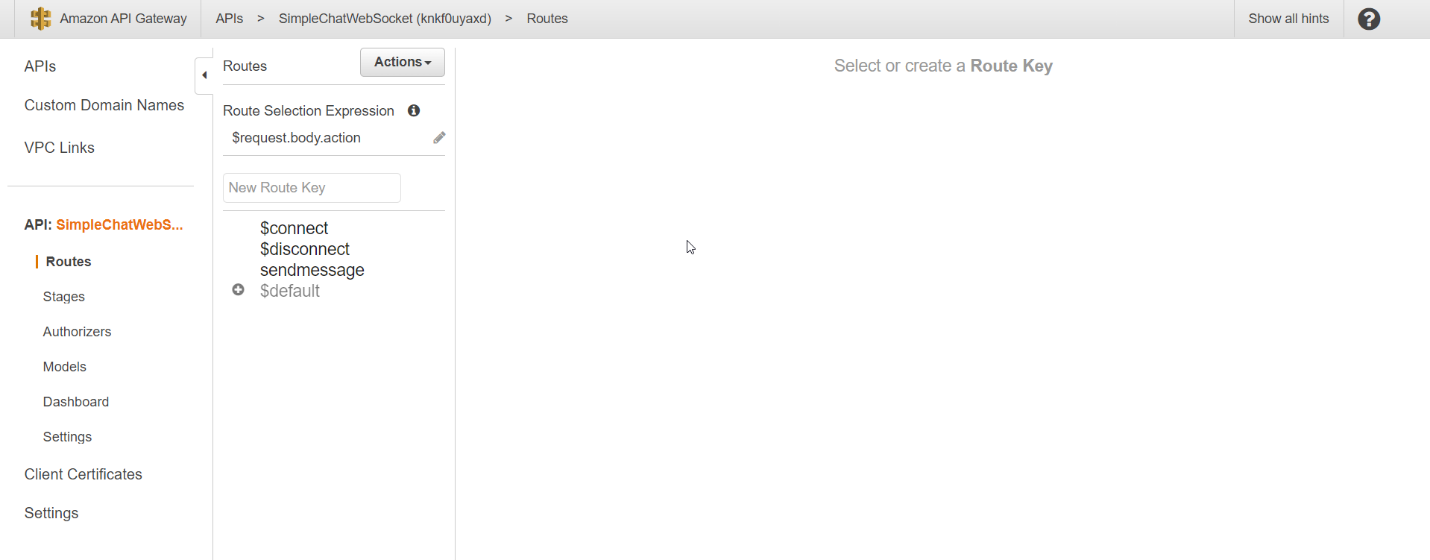 Amazon API Gateway APIs > SimpleChatWebSocket (knkf0uyaxd) > Routes Show all hints
APIs
Custom Domain Names
VPC Links
API: SimpleChatWebS...
Routes
Stages
Authorizers
Models
Dashboard
Settings
Client Certificates
Settings
Routes Actions
Route Selection Expression
$request.body.action
New Route Key
$connect
$disconnect
sendmessage
$default
Select or create a Route Key